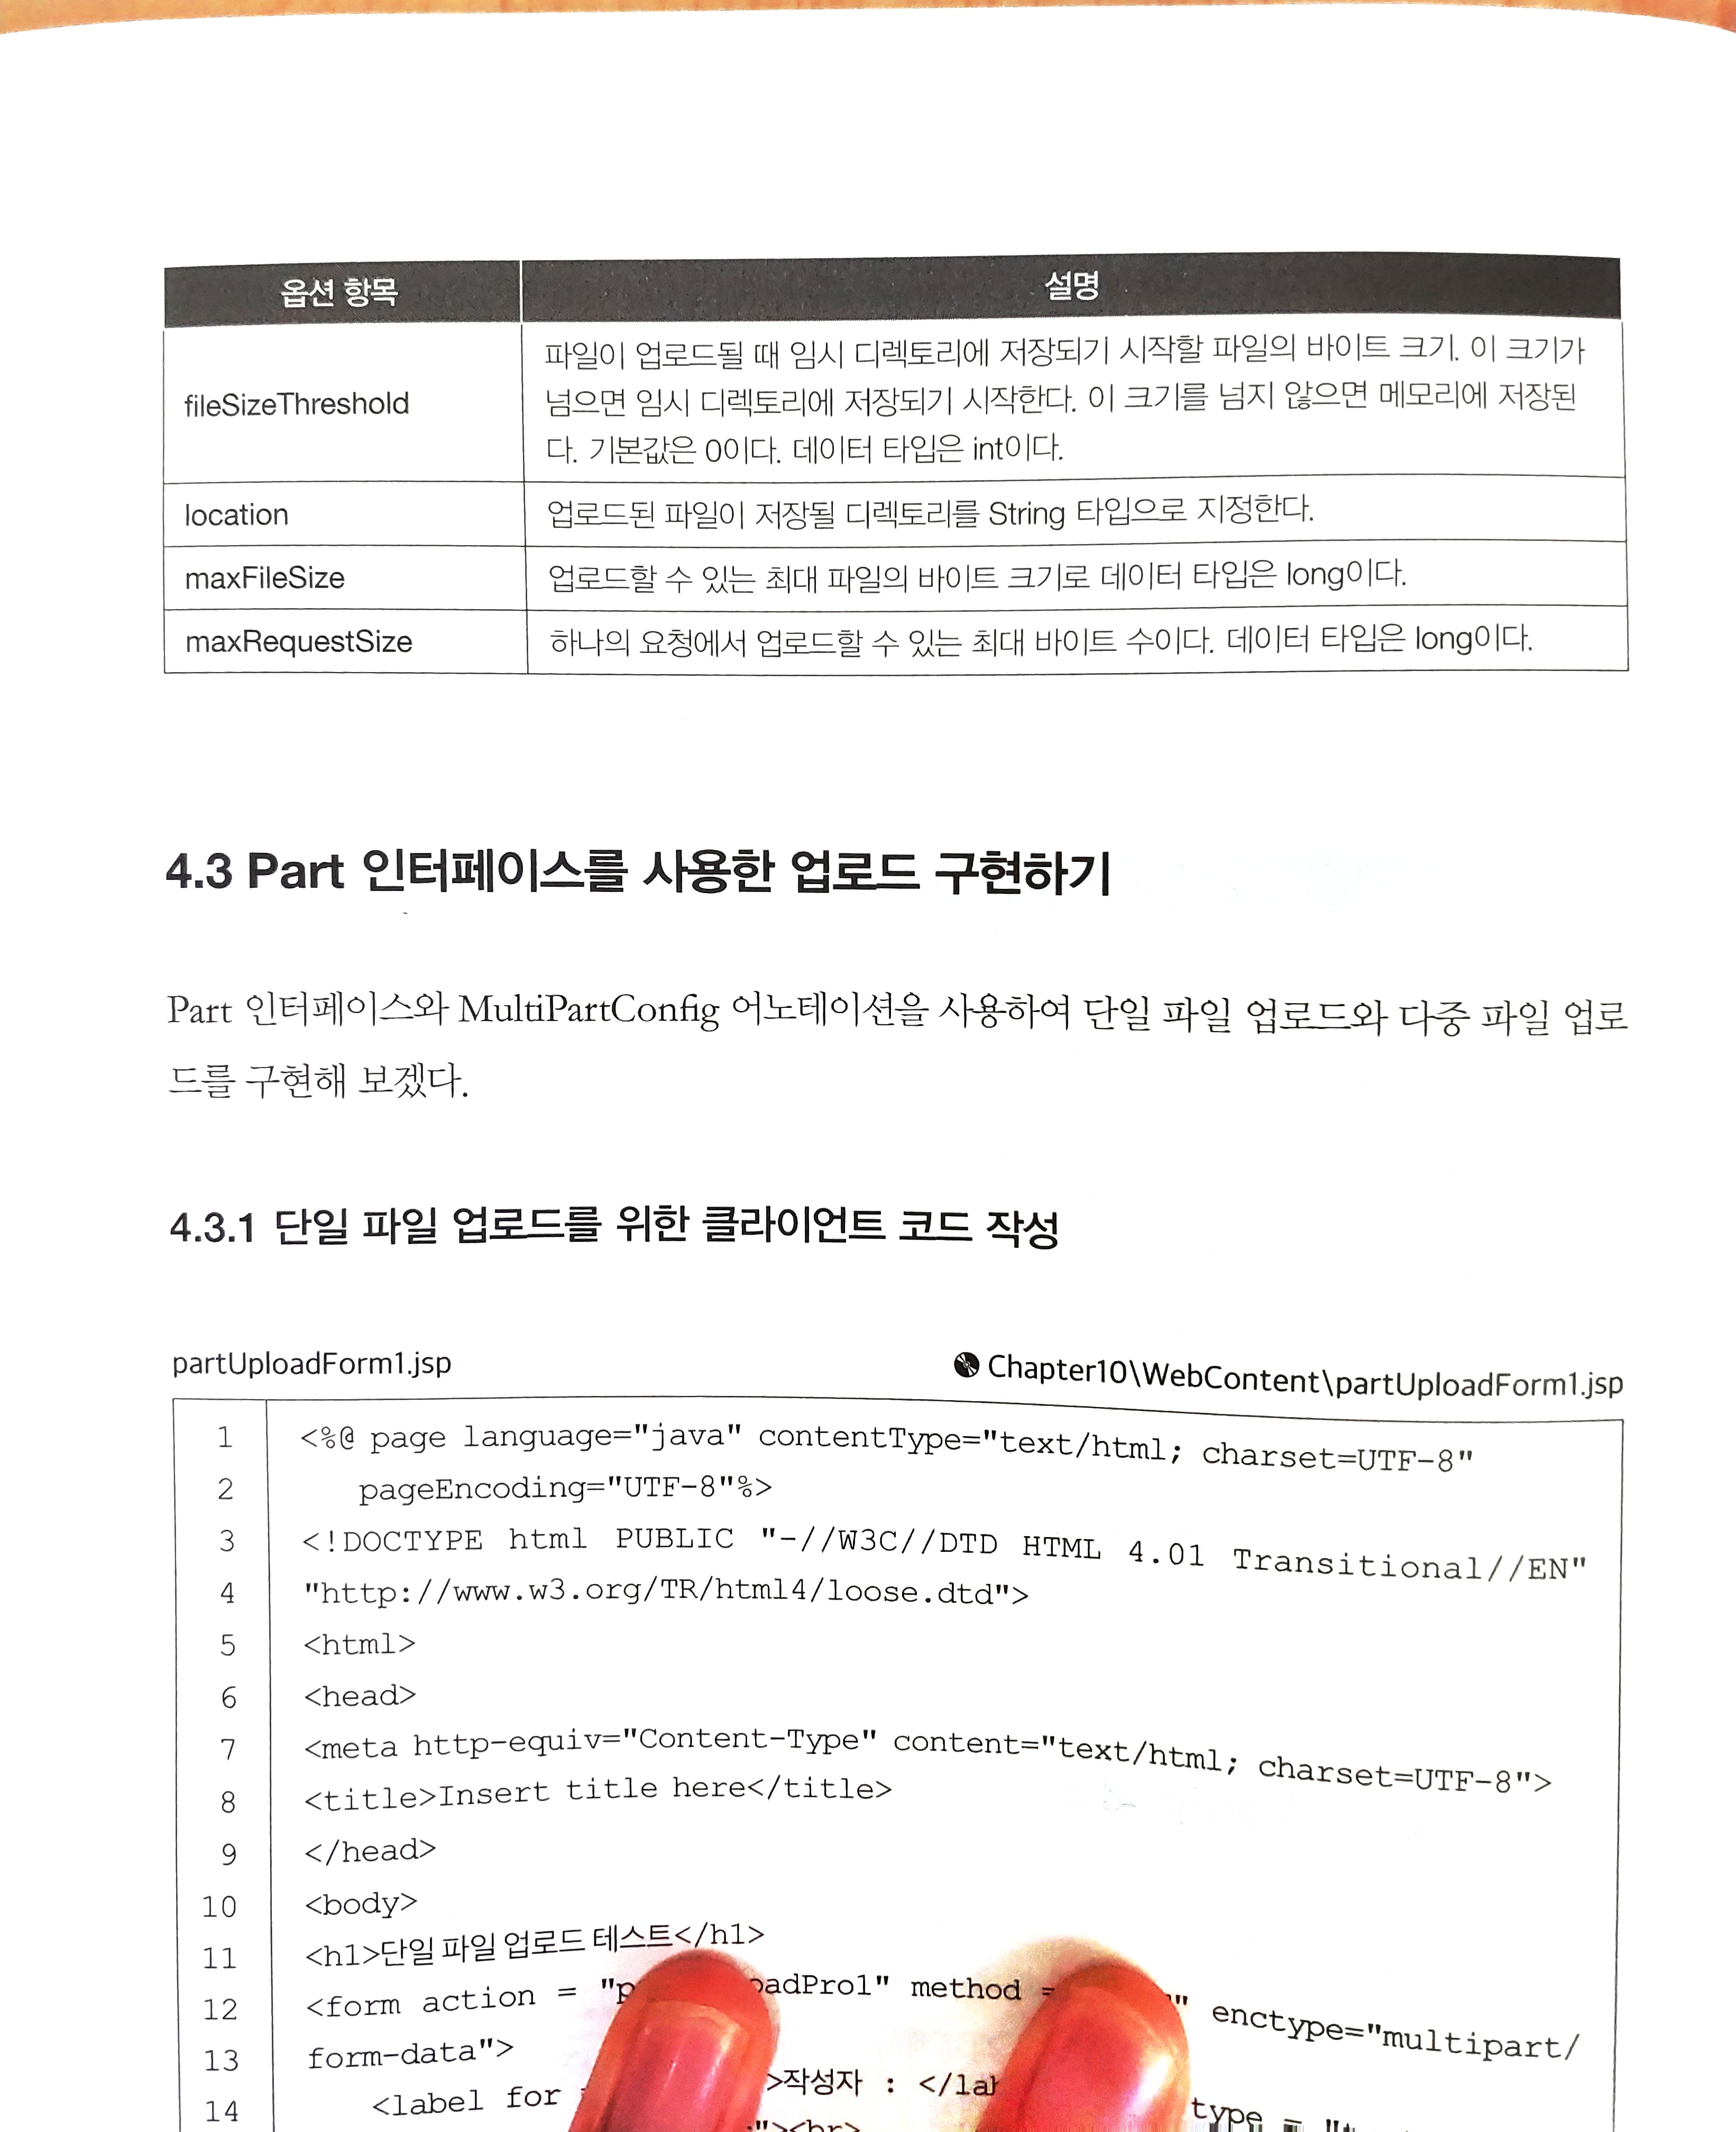 옵션 항목 설명
fileSizeThreshold
파일이 업로드될 때 임시 디렉토리에 저장되기 시작할 파일의 바이트 크기. 이 크기가
넘으면 임시 디렉토리에 저장되기 시작한다. 이 크기를 넘지 않으면 메모리에 저장된
다. 기본값은 0이다. 데이터 타입은 int이다.
location 업로드된 파일이 저장될 디렉토리를 String 타입으로 지정한다.
maxFileSize 업로드할 수 있는 최대 파일의 바이트 크기로 데이터 타입은 long이다.
maxRequestSize 하나의 요청에서 업로드할 수 있는 최대 바이트 수이다. 데이터 타입은 long이다.
4.3 Part 인터페이스를 사용한 업로드 구현하기
Part 인터페이스와 MultiPartConfig 어노테이션을 사용하여 단일 파일 업로드와 다중 파일 업로
드를 구현해 보겠다.
4.3.1 단일 파일 업로드를 위한 클라이언트 코드 작성
partUploadForm1.jsp Chapter10\WebContent\partUploadForm1.jsp
1 <%@ page language="java" contentType="text/html; charset=UTF-8"
2 pageEncoding="UTF-8"%>
3 <!DOCTYPE html PUBLIC "-//W3C//DTD HTML 4.01 Transitional//EN"
4 "http://www.w3.org/TR/html4/loose.dtd">
5 <html>
6 <head>
7 <meta http-equiv="Content-Type" content="text/html; charset=UTF-8">
8 <title>Insert title here</title>
9 </head>
10 <body>
11 <h1>단일 파일 업로드 테스트</h1>
12 <form action = method = enctype="multipart/
13 form-data">
14 <label for >작성자 : type =
"><br>